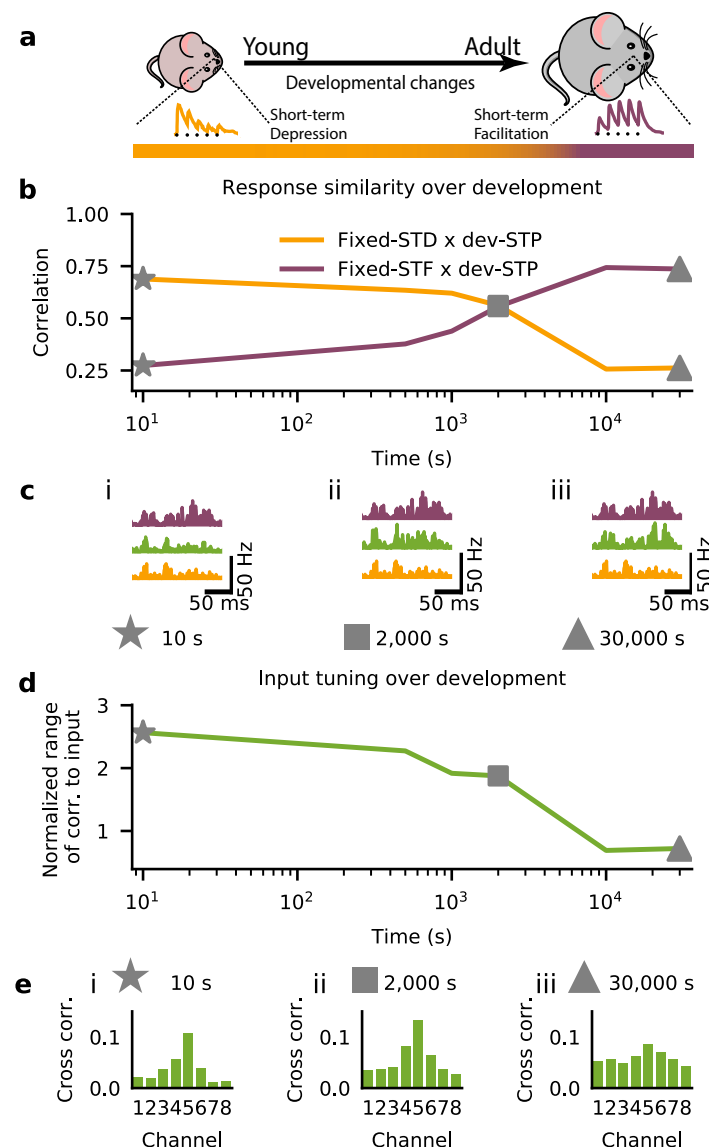 a
Young
Adult
Developmental changes
Short-term
Depression
Short-term
Facilitation
b
Response similarity over development
1.00
0.75
0.50
0.25
Correlation
Fixed-STD x dev-STP
Fixed-STF x dev-STP
10¹
10²
10³
10⁴
Time (s)
c
i
ii
iii
50 Hz
50 ms
50 Hz
50 ms
50 Hz
50 ms
10 s
2,000 s
30,000 s
d
Input tuning over development
3
2
1
Normalized range
of corr. to input
10¹
10²
10³
10⁴
Time (s)
e
i
10 s
ii
2,000 s
iii
30,000 s
Cross corr.
0.1
0.0
12345678
Channel
Cross corr.
0.1
0.0
12345678
Channel
Cross corr.
0.1
0.0
12345678
Channel